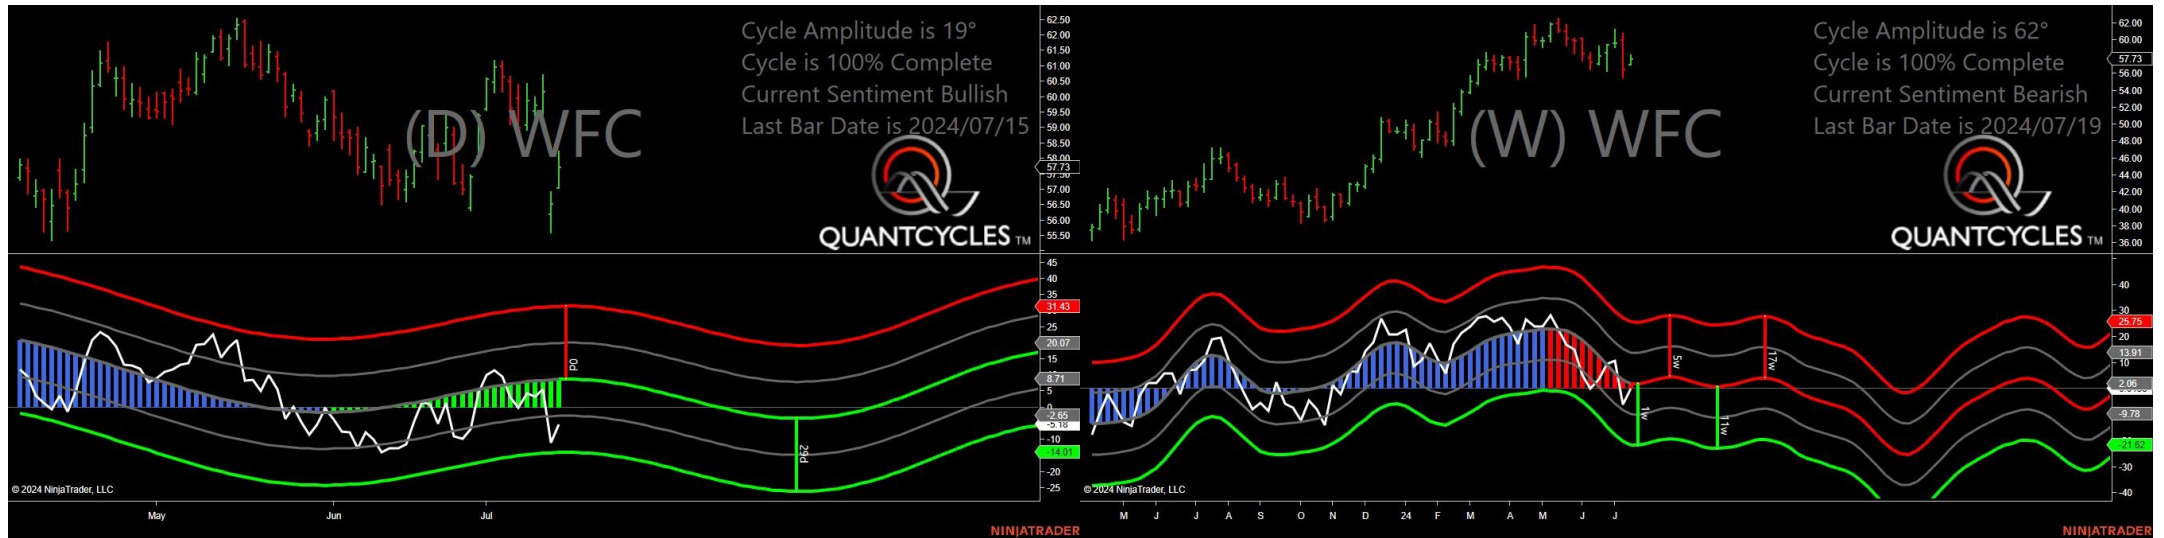 Cycle Amplitude is 19°
Cycle is 100% Complete
Current Sentiment Bullish
Last Bar Date is 2024/07/15
(D) WFC
QUANTCYCLES TM
62.50
62.00
61.50
61.00
60.50
60.00
59.50
59.00
58.50
58.00
57.73
57.50
57.00
56.50
56.00
55.50
45
40
35
31.43
25
20.07
15
8.71
5
0
-2.65
-5.18
-10
-14.01
-20
-25
0d
29d
© 2024 NinjaTrader, LLC
May
Jun
Jul
NINJATRADER
Cycle Amplitude is 62°
Cycle is 100% Complete
Current Sentiment Bearish
Last Bar Date is 2024/07/19
(W) WFC
QUANTCYCLES TM
62.00
60.00
57.73
56.00
54.00
52.00
50.00
48.00
46.00
44.00
42.00
40.00
38.00
36.00
40
30
25.75
20
13.91
10
2.06
-9.78
-21.62
-30
-40
1w
5w
11w
17w
© 2024 NinjaTrader, LLC
M
J
J
A
S
O
N
D
24
F
M
A
M
J
J
NINJATRADER